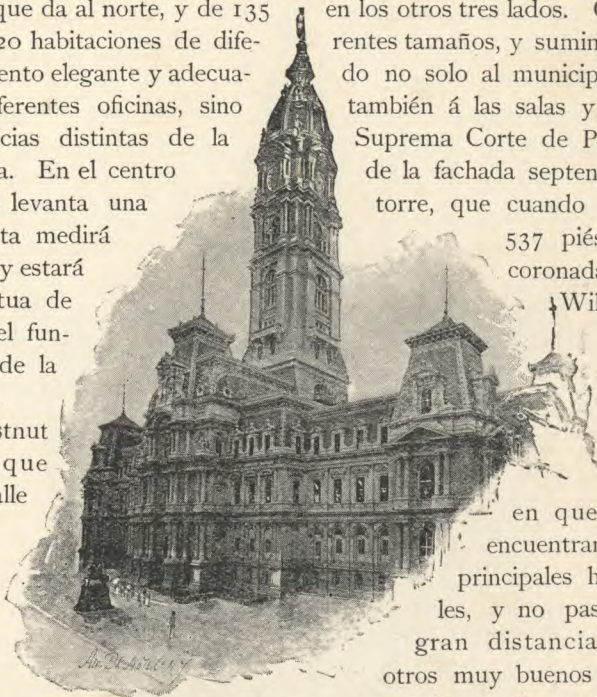 que da al norte, y de 135 en los otros tres lados.
20 habitaciones de dife- rentes tamaños, y sumin
ento elegante y adecua- do no solo al municip
ferentes oficinas, sino también á las salas y
cias distintas de la Suprema Corte de P
a. En el centro de la fachada septen
levanta una torre, que cuando
ta medirá 537 piés
y estará coronada
tua de Wil
el fun-
de la
stnut
que
alle
en que
encuentran
principales h
les, y no pas
gran distancia
otros muy buenos